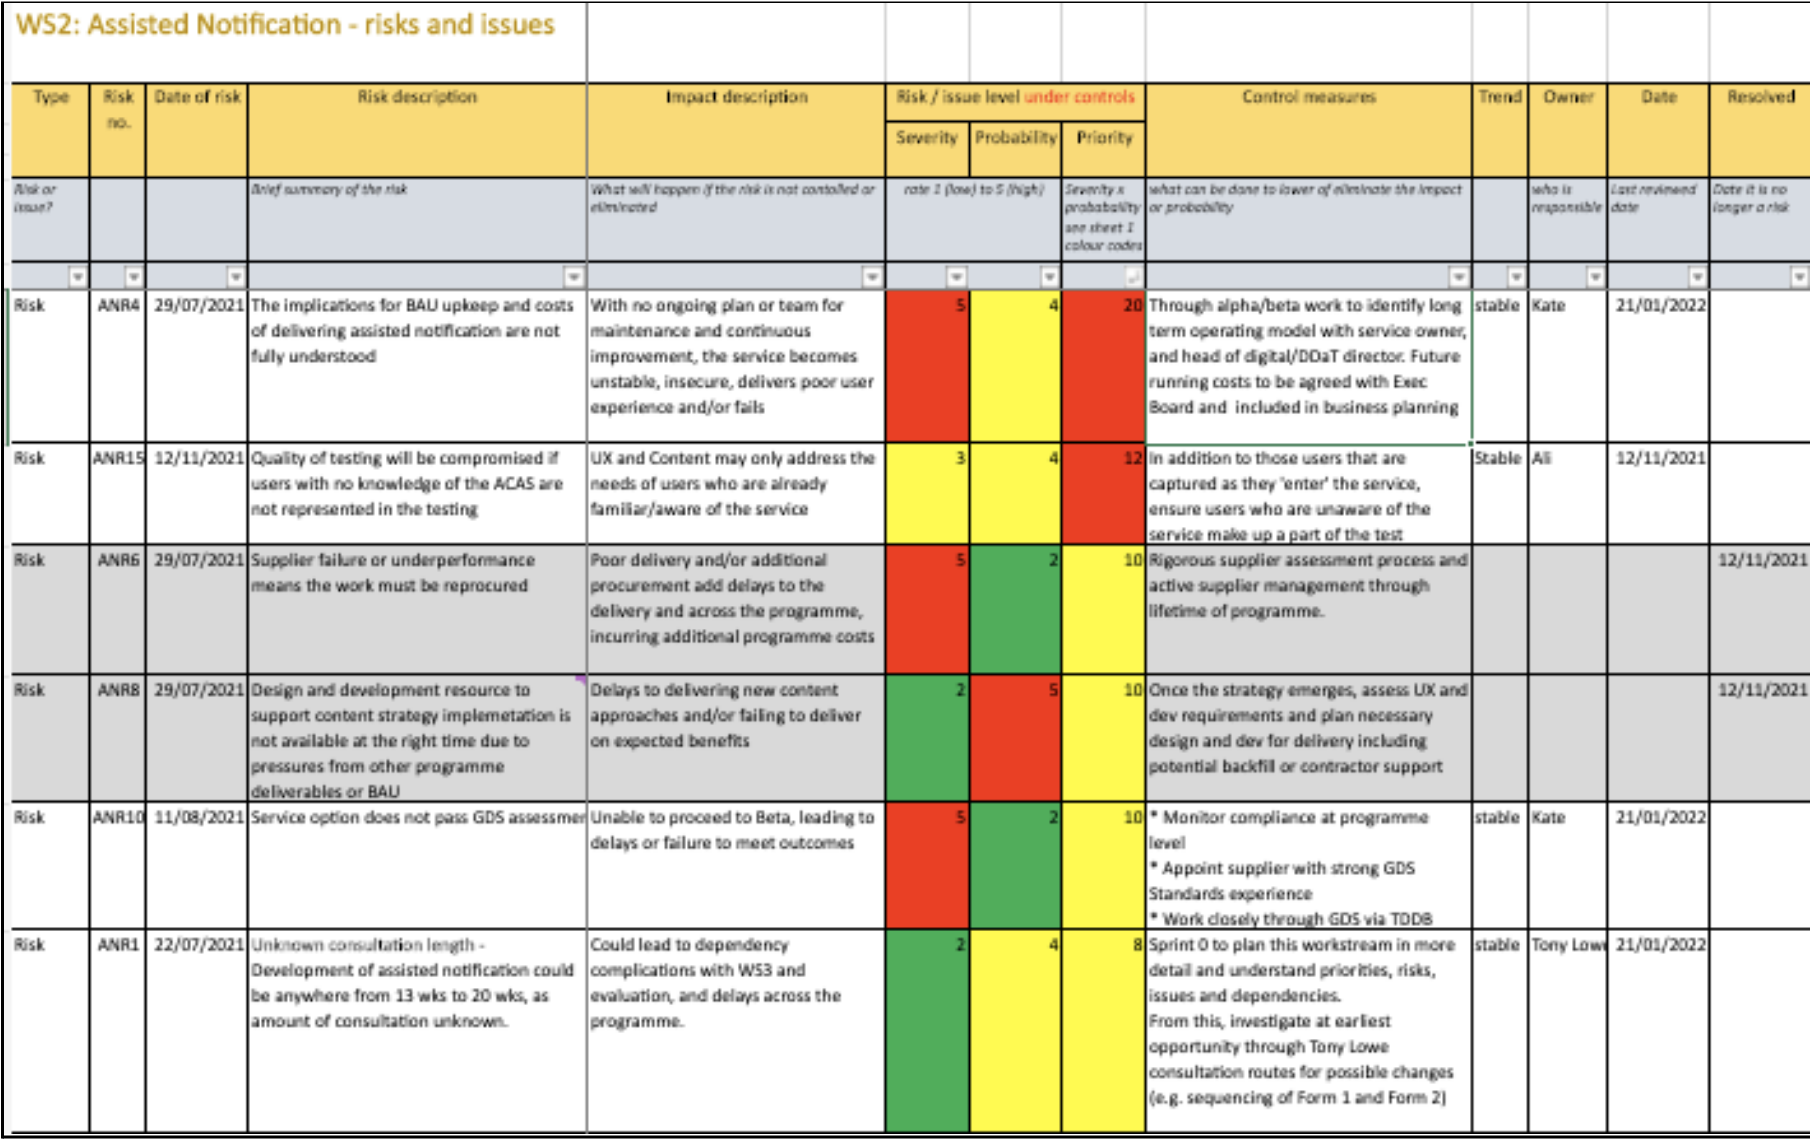 WS2: Assisted Notification - risks and issues
Type
Risk
no.
Date of risk
Risk description
Impact description
Risk / issue level under controls
Severity
Probability
Priority
Control measures
Trend
Owner
Date
Resolved
Risk or
issue?
Brief summary of the risk
What will happen if the risk is not contolled or
eliminated
rate 1 (low) to 5 (high)
Severity x
probabaility
see sheet 1
colour codes
what can be done to lower of eliminate the impact
or probability
who is
responsible
Last reviewed
date
Date it is no
longer a risk
Risk
ANR4
29/07/2021
The implications for BAU upkeep and costs
of delivering assisted notification are not
fully understood
With no ongoing plan or team for
maintenance and continuous
improvement, the service becomes
unstable, insecure, delivers poor user
experience and/or fails
5
4
20
Through alpha/beta work to identify long
term operating model with service owner,
and head of digital/DDaT director. Future
running costs to be agreed with Exec
Board and included in business planning
stable
Kate
21/01/2022
Risk
ANR15
12/11/2021
Quality of testing will be compromised if
users with no knowledge of the ACAS are
not represented in the testing
UX and Content may only address the
needs of users who are already
familiar/aware of the service
3
4
12
In addition to those users that are
captured as they 'enter' the service,
ensure users who are unaware of the
service make up a part of the test
Stable
Ali
12/11/2021
Risk
ANR6
29/07/2021
Supplier failure or underperformance
means the work must be reprocured
Poor delivery and/or additional
procurement add delays to the
delivery and across the programme,
incurring additional programme costs
5
2
10
Rigorous supplier assessment process and
active supplier management through
lifetime of programme.
12/11/2021
Risk
ANR8
29/07/2021
Design and development resource to
support content strategy implemetation is
not available at the right time due to
pressures from other programme
deliverables or BAU
Delays to delivering new content
approaches and/or failing to deliver
on expected benefits
2
5
10
Once the strategy emerges, assess UX and
dev requirements and plan necessary
design and dev for delivery including
potential backfill or contractor support
12/11/2021
Risk
ANR10
11/08/2021
Service option does not pass GDS assessmen
Unable to proceed to Beta, leading to
delays or failure to meet outcomes
5
2
10
* Monitor compliance at programme
level
* Appoint supplier with strong GDS
Standards experience
* Work closely through GDS via TDDB
stable
Kate
21/01/2022
Risk
ANR1
22/07/2021
Unknown consultation length -
Development of assisted notification could
be anywhere from 13 wks to 20 wks, as
amount of consultation unknown.
Could lead to dependency
complications with WS3 and
evaluation, and delays across the
programme.
2
4
8
Sprint 0 to plan this workstream in more
detail and understand priorities, risks,
issues and dependencies.
From this, investigate at earliest
opportunity through Tony Lowe
consultation routes for possible changes
(e.g. sequencing of Form 1 and Form 2)
stable
Tony Lowe
21/01/2022